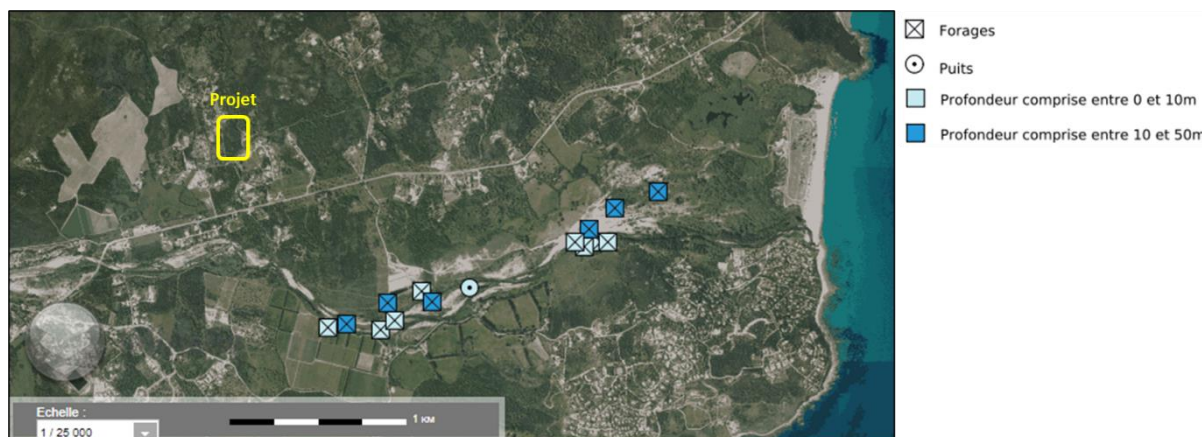 Projet
Forages
Puits
Profondeur comprise entre 0 et 10m
Profondeur comprise entre 10 et 50m
Echelle :
1 KM
1 / 25 000